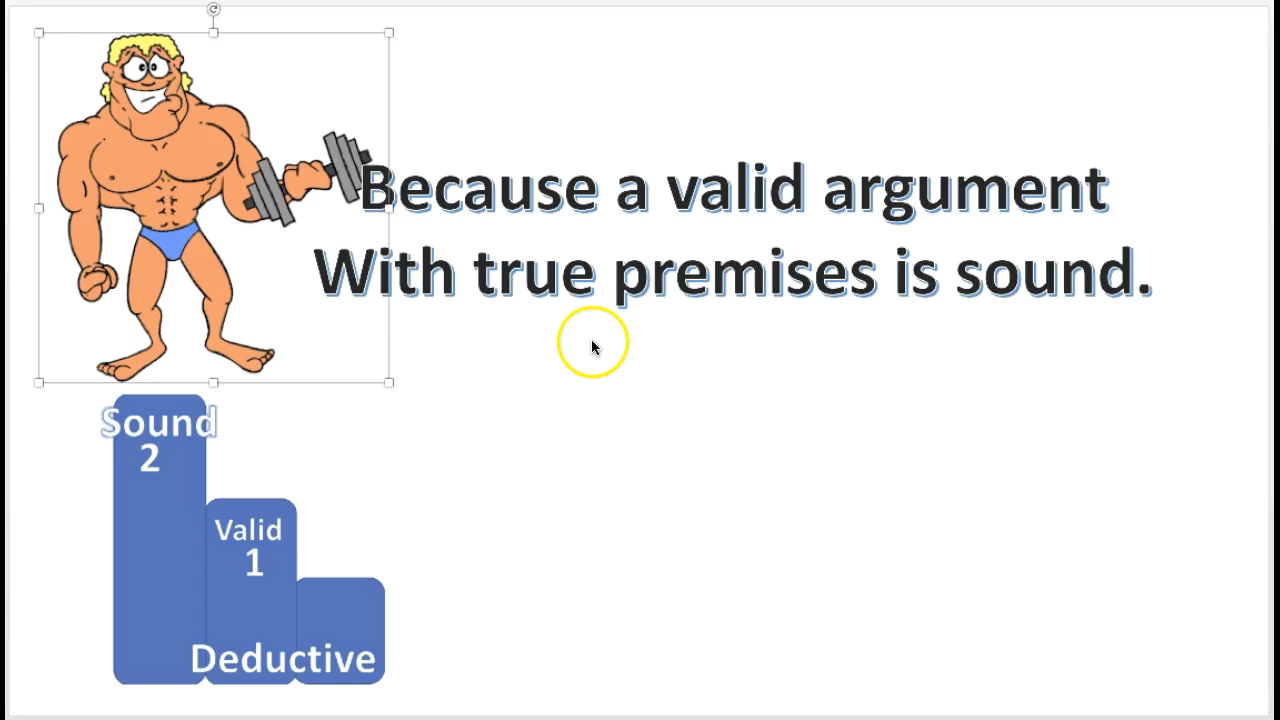 Because a valid argument
With true premises is sound.
Sound
2
Valid
1
Deductive